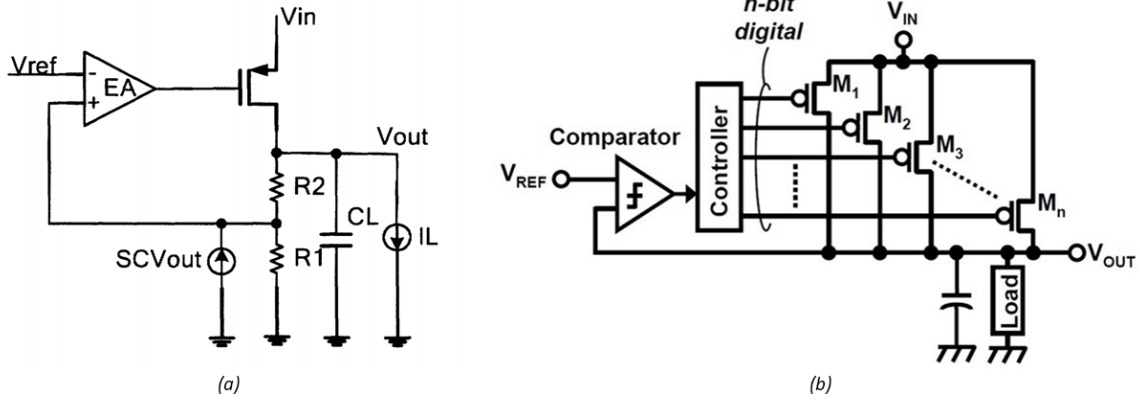 Vin
Vref
-
EA
+
Vout
R2
CL
IL
SCVout
R1
(a)
n-bit
digital
VIN
M1
M2
M3
Mn
Comparator
Controller
VREF
VOUT
Load
(b)